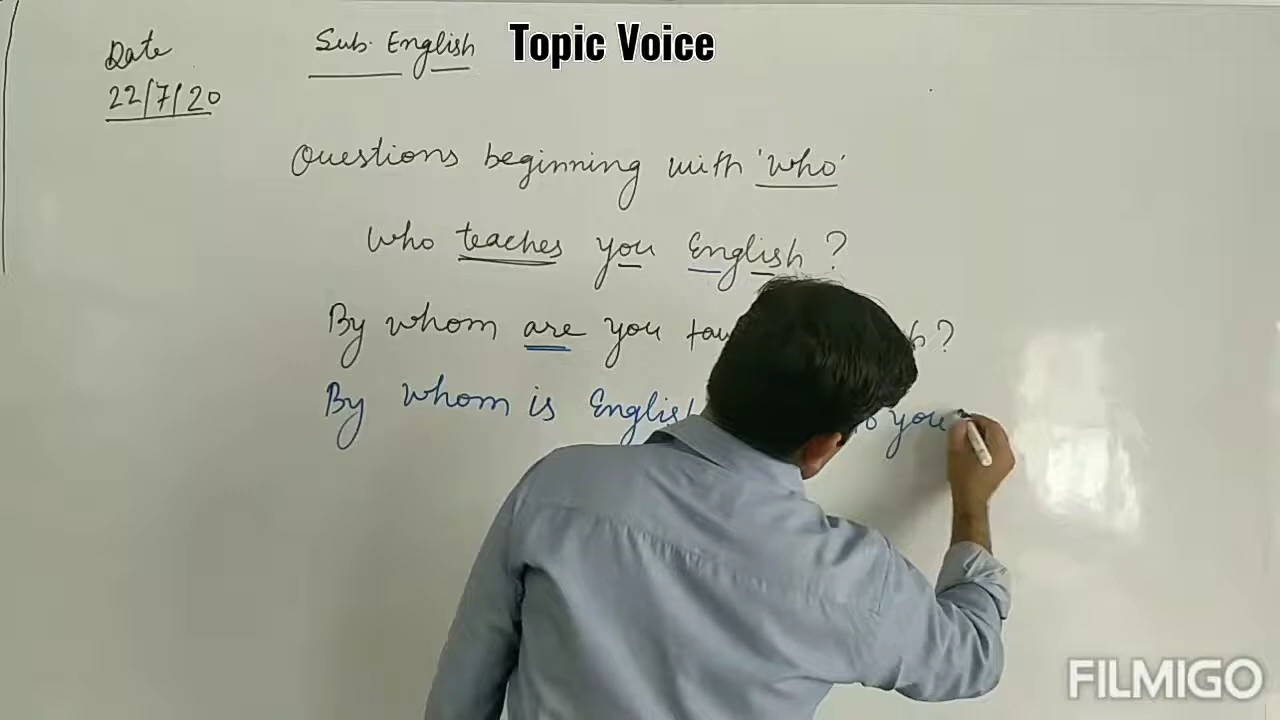 Topic Voice
Date
22/7/20
Sub. English
Questions beginning with 'who'
Who teaches you English ?
By whom are you ?
By whom is English you
FILMIGO